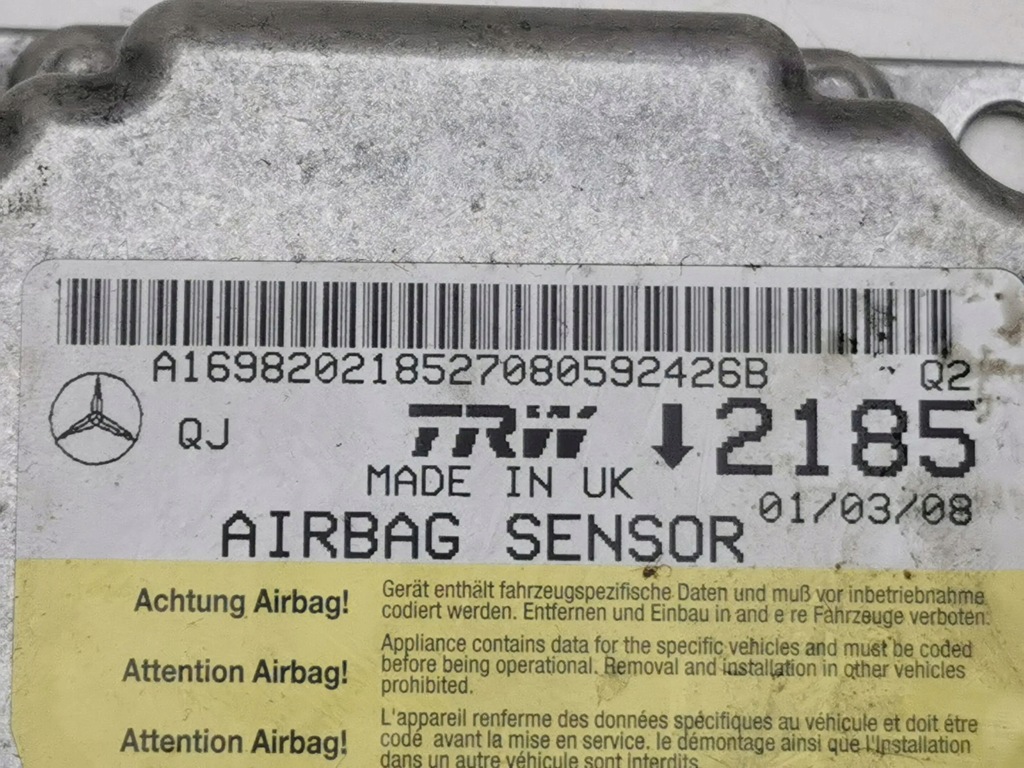 A1698202185270805924​26B Q2
QJ TRW 2185
MADE IN UK
01/03/08
AIRBAG SENSOR
Achtung Airbag!
Gerät enthält fahrzeugspezifische Daten und muß vor inbetriebnahme
codiert werden. Entfernen und Einbau in and e re Fahrzeuge verboten.
Attention Airbag!
Appliance contains data for the specific vehicles and must be coded
before being operational. Removal and installation in other vehicles
prohibited.
Attention Airbag!
L'appareil renferme des données spécifiques au véhicule et doit étre
codé avant la mise en service. le démontage ainsi que l'Installation
dans un autre véhicule sont interdits.